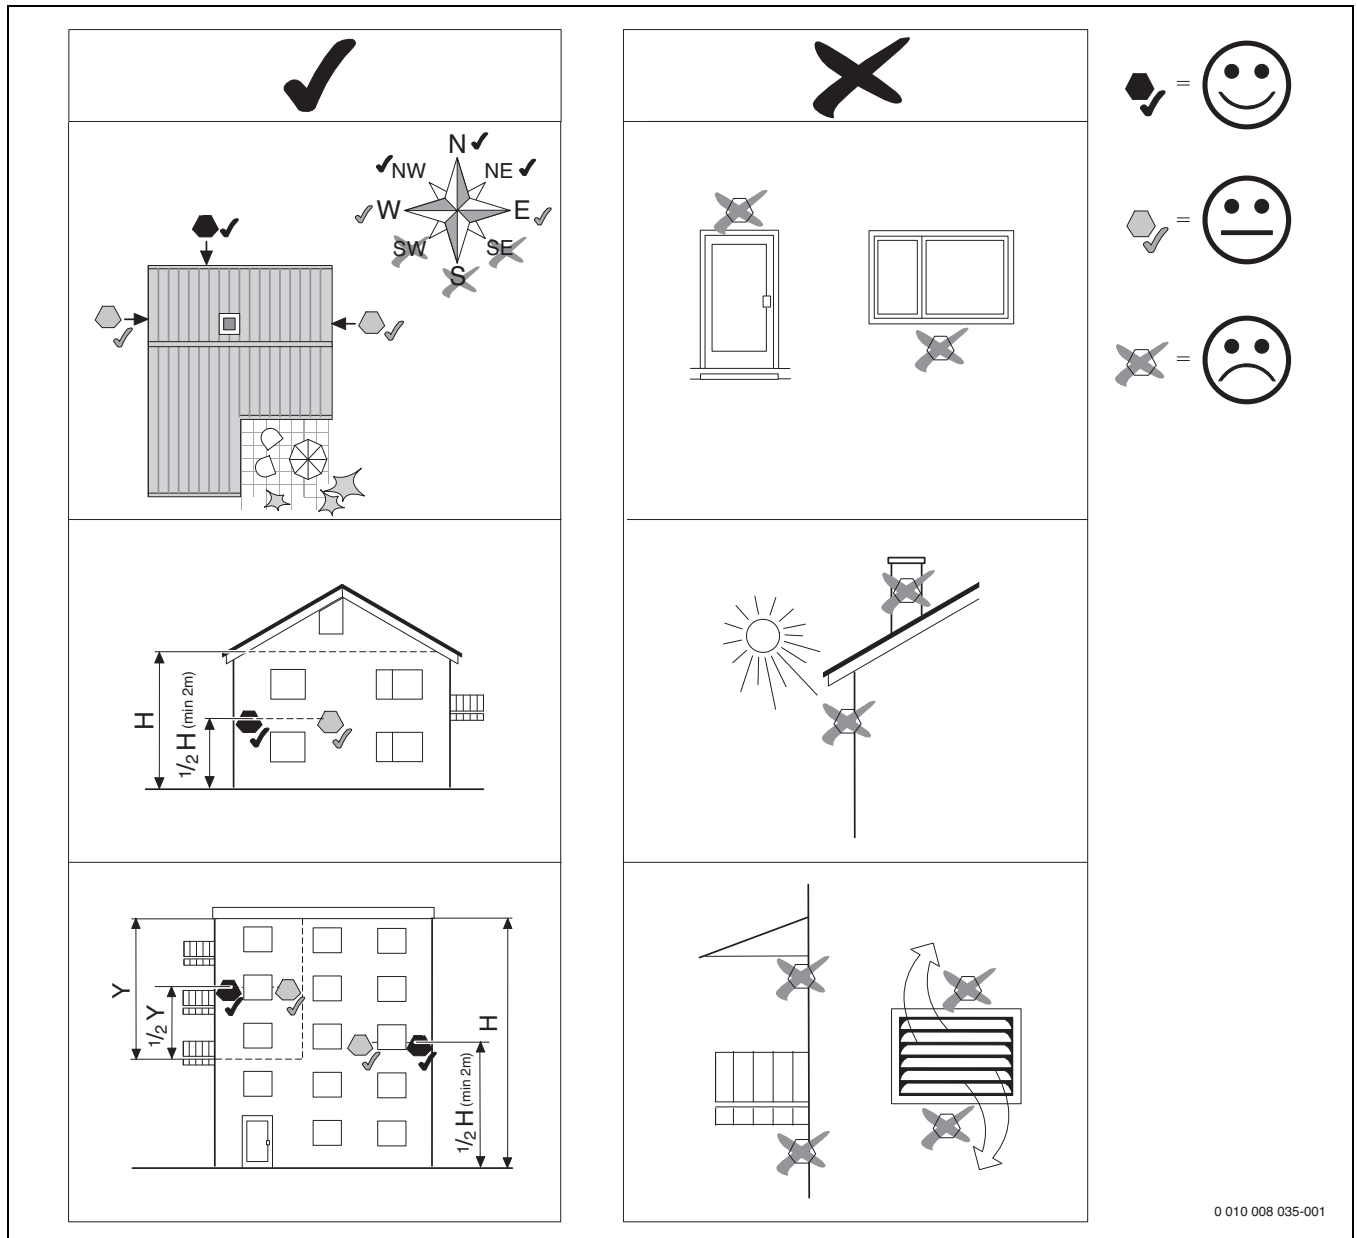 N
NW NE
W E
SW SE
S
=
=
=
H
1/2 H (min 2m)
Y
1/2 Y
H
1/2 H (min 2m)
0 010 008 035-001